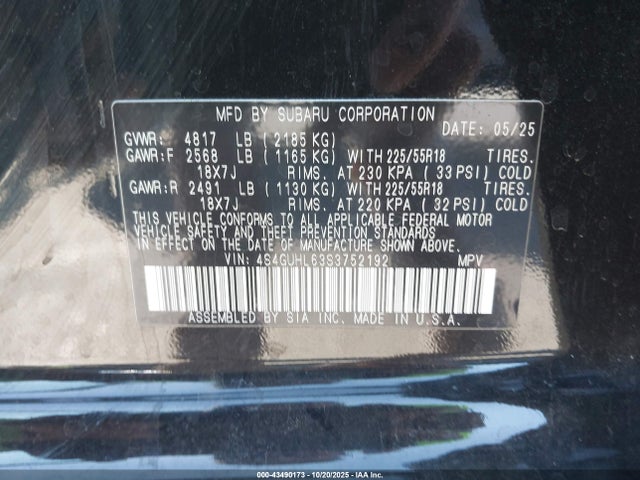 MFD BY SUBARU CORPORATION
DATE: 05/25
GVWR: 4817 LB (2185 KG)
GAWR:F 2568 LB (1165 KG) WITH 225/55R18 TIRES.
18X7J RIMS. AT 230 KPA (33 PSI) COLD
GAWR:R 2491 LB (1130 KG) WITH 225/55R18 TIRES.
18X7J RIMS. AT 220 KPA (32 PSI) COLD
THIS VEHICLE CONFORMS TO ALL APPLICABLE FEDERAL MOTOR
VEHICLE SAFETY AND THEFT PREVENTION STANDARDS
IN EFFECT ON THE DATE OF MANUFACTURE SHOWN ABOVE.
VIN: 4S4GUHL63S3752192 MPV
ASSEMBLED BY SIA INC. MADE IN U.S.A.
000-43490173 - 10/20/2025 - IAA Inc.